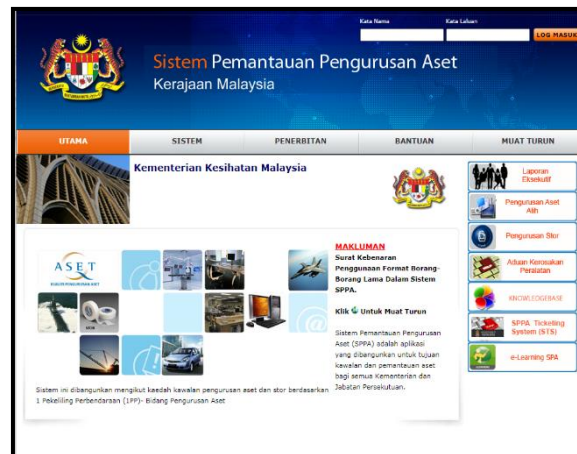 Kata Nama
Kata Laluan
LOG MASUK
Sistem Pemantauan Pengurusan Aset
Kerajaan Malaysia
UTAMA
SISTEM
PENERBITAN
BANTUAN
MUAT TURUN
Kementerian Kesihatan Malaysia
ASET
MAKLUMAN
Surat Kebenaran
Penggunaan Format Borang-
Borang Lama Dalam Sistem
SPPA.
Klik Untuk Muat Turun
Sistem Pemantauan Pengurusan
Aset (SPPA) adalah aplikasi
yang dibangunkan untuk tujuan
kawalan dan pemantauan aset
bagi semua Kementerian dan
Jabatan Persekutuan.
Sistem ini dibangunkan mengikut kaedah kawalan pengurusan aset dan stor berdasarkan
1 Pekeliling Perbendaraan (1PP)- Bidang Pengurusan Aset
Laporan
Eksekutif
Pengurusan Aset
Alih
Pengurusan Stor
Aduan Kerosakan
Peralatan
KNOWLEDGEBASE
SPPA Ticketing
System (STS)
e-Learning SPA